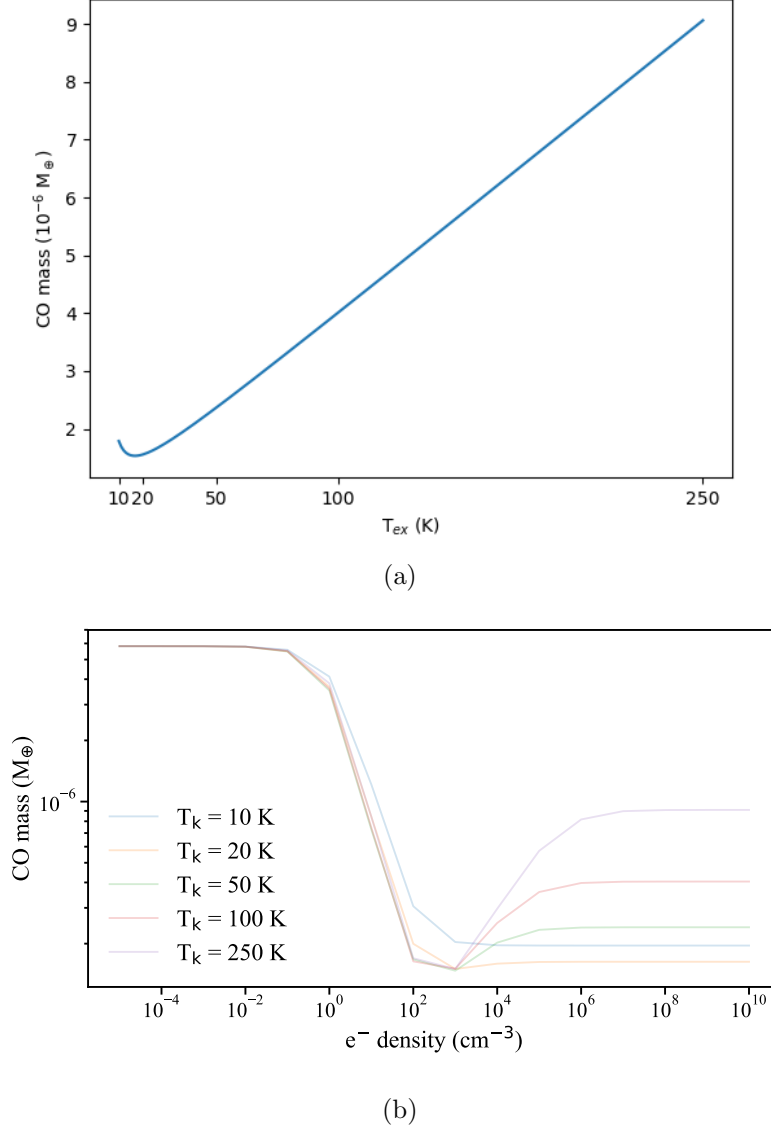 9
8
7
6
5
4
3
2
CO mass (10⁻⁶ M⊕)
10 20 50 100 250
Tₑₓ (K)
(a)
CO mass (M⊕)
10⁻⁶
Tₖ = 10 K
Tₖ = 20 K
Tₖ = 50 K
Tₖ = 100 K
Tₖ = 250 K
10⁻⁴ 10⁻² 10⁰ 10² 10⁴ 10⁶ 10⁸ 10¹⁰
e⁻ density (cm⁻³)
(b)